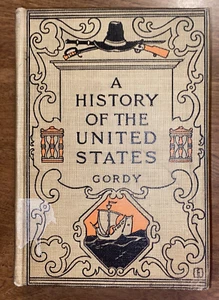 A
HISTORY
OF THE
UNITED
STATES
GORDY